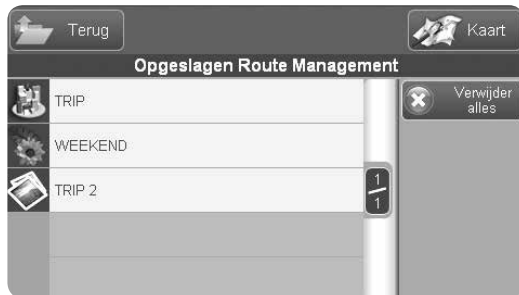 Terug
Kaart
Opgeslagen Route Management
TRIP
Verwijder
alles
WEEKEND
TRIP 2
1
1